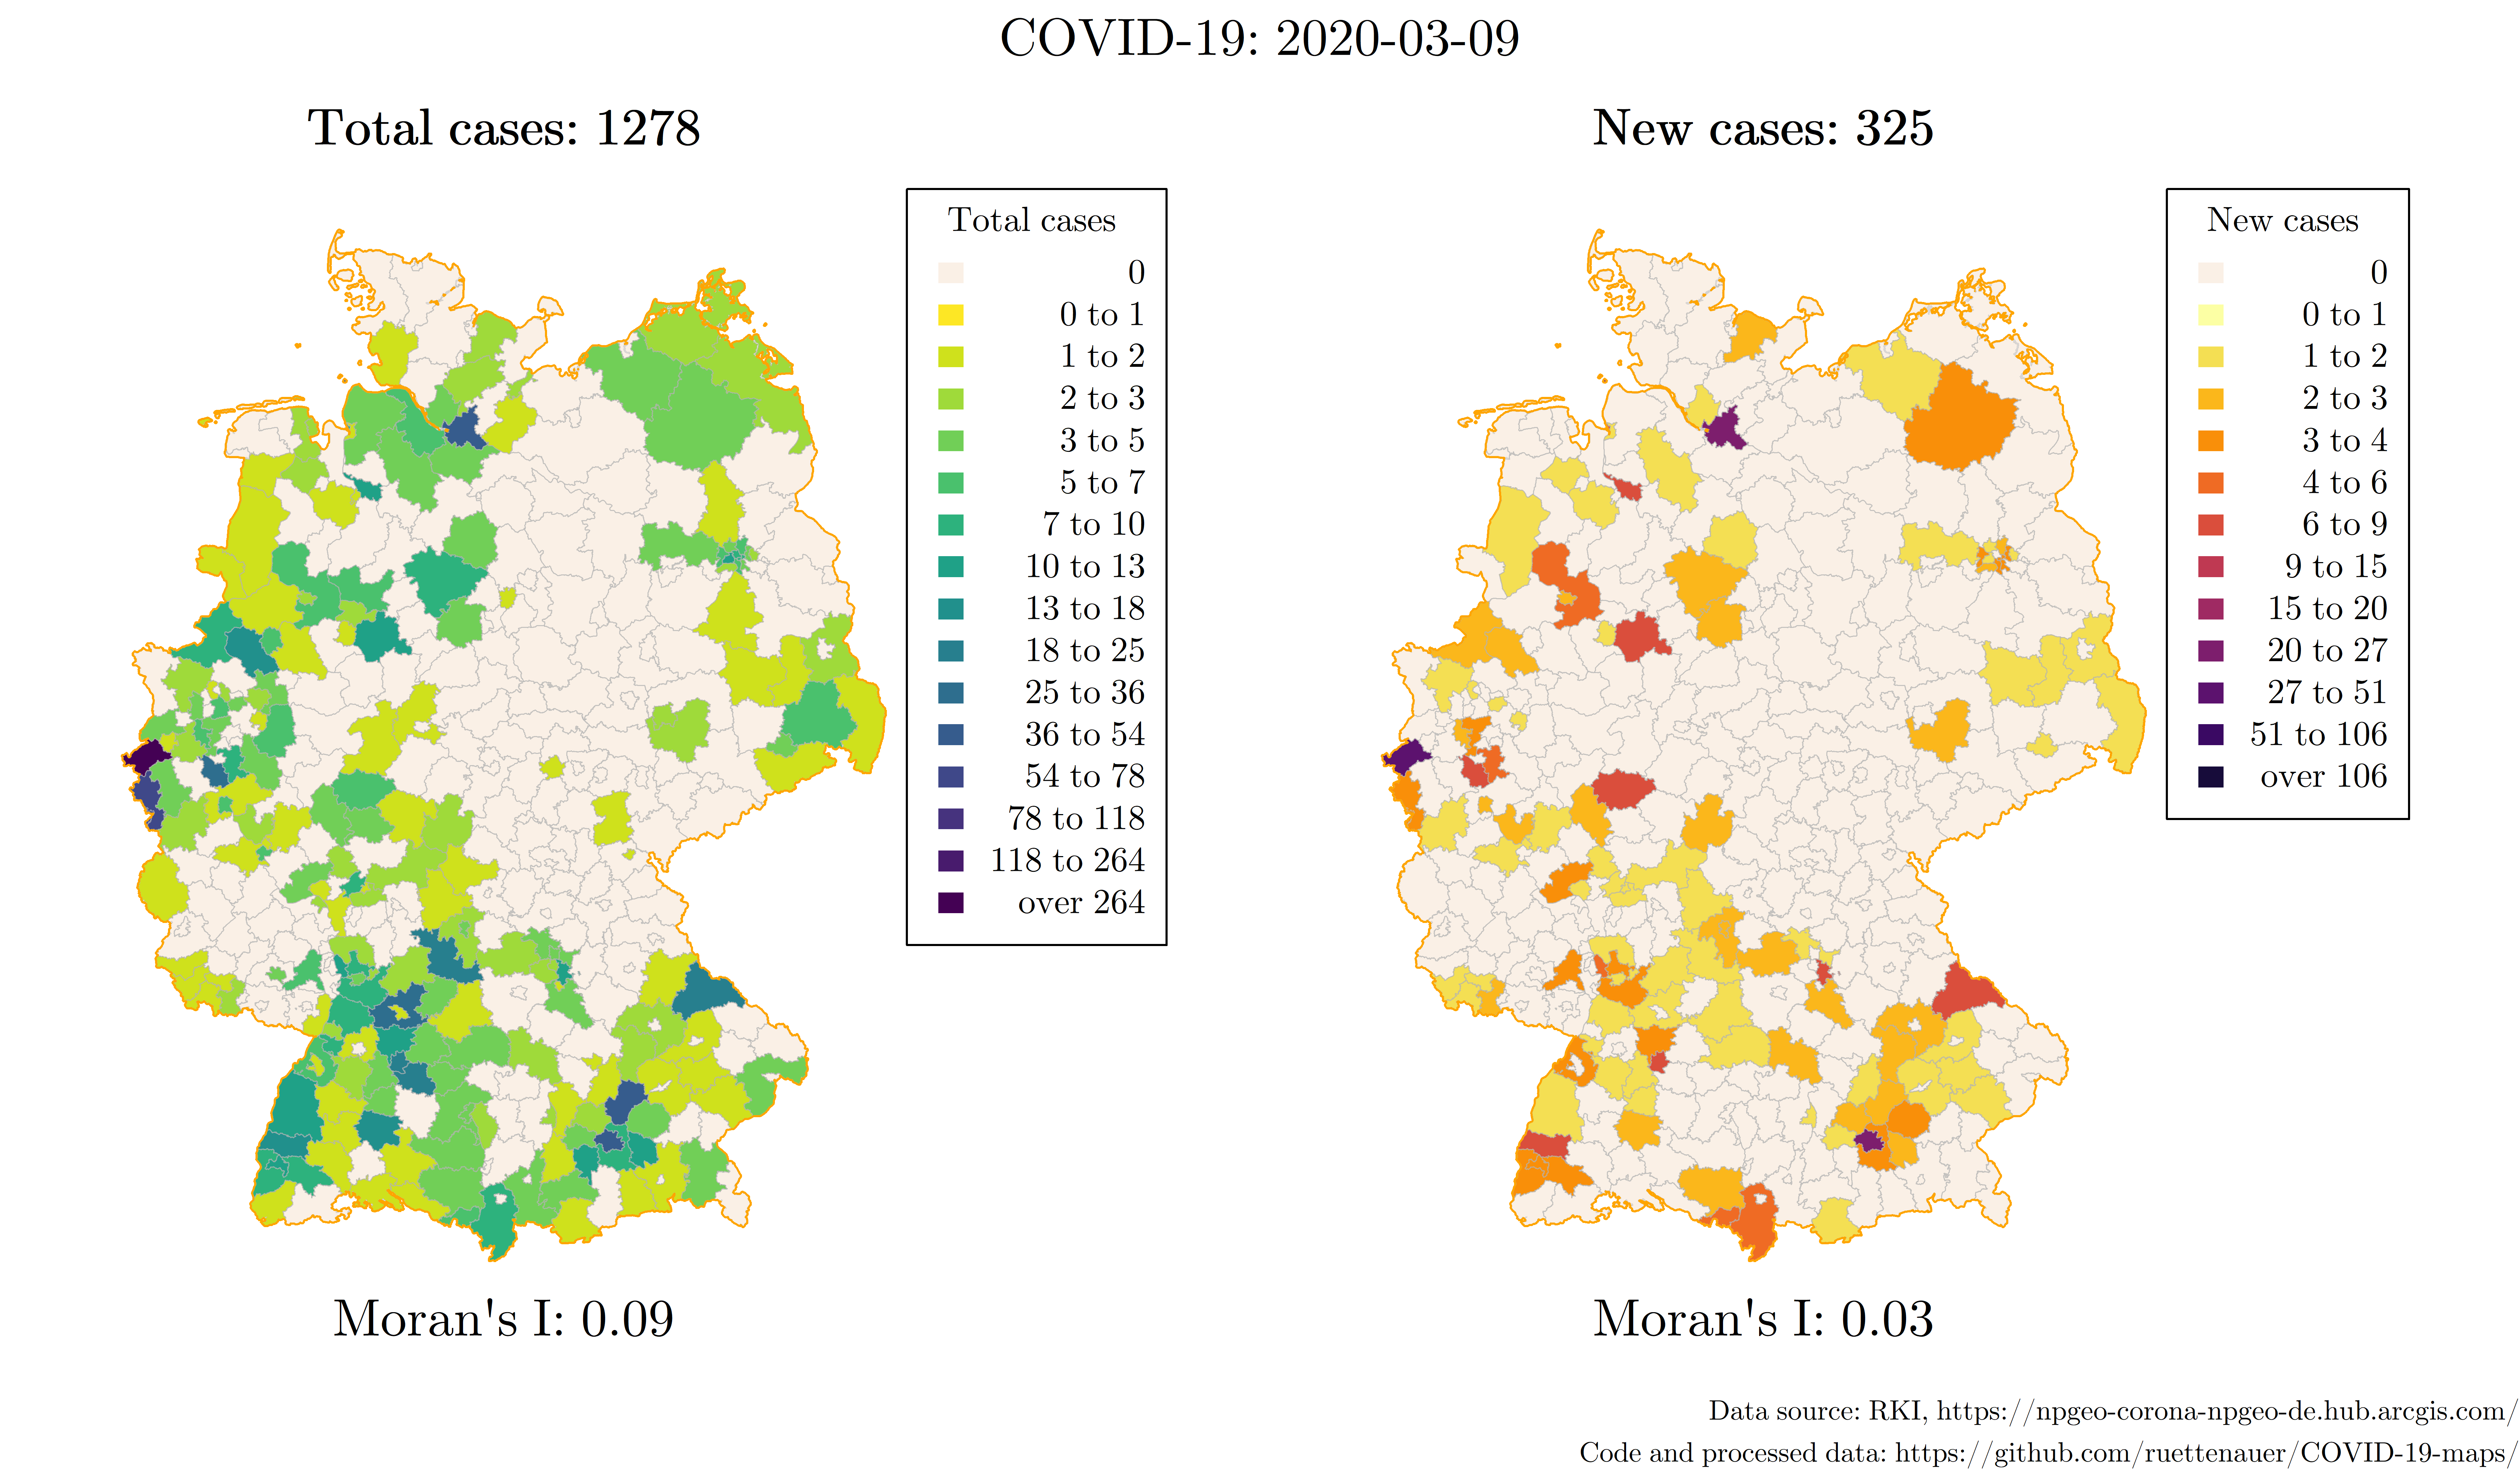 COVID-19: 2020-03-09
Total cases: 1278
Total cases
0
0 to 1
1 to 2
2 to 3
3 to 5
5 to 7
7 to 10
10 to 13
13 to 18
18 to 25
25 to 36
36 to 54
54 to 78
78 to 118
118 to 264
over 264
Moran's I: 0.09
New cases: 325
New cases
0
0 to 1
1 to 2
2 to 3
3 to 4
4 to 6
6 to 9
9 to 15
15 to 20
20 to 27
27 to 51
51 to 106
over 106
Moran's I: 0.03
Data source: RKI, https://npgeo-corona-npgeo-de.hub.arcgis.com/
Code and processed data: https://github.com/ruettenauer/COVID-19-maps/